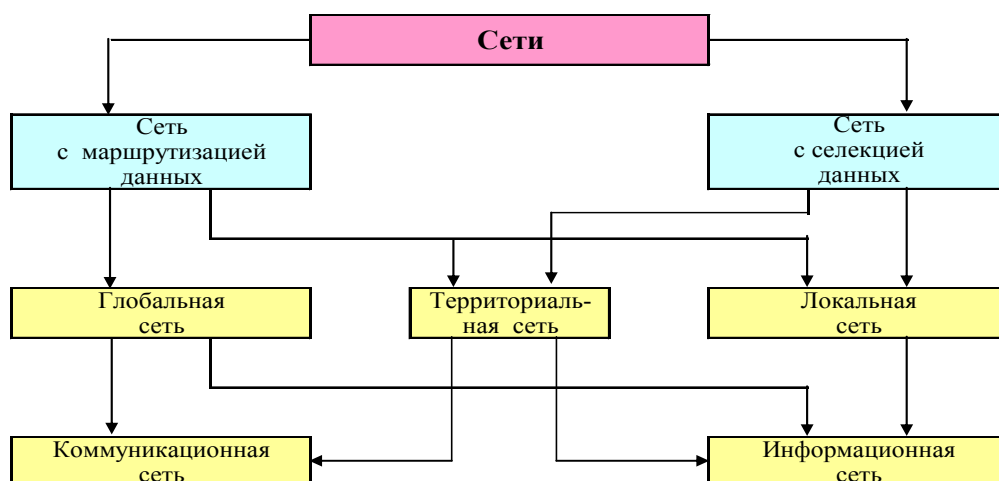 Сети
Сеть
с маршрутизацией
данных
Сеть
с селекцией
данных
Глобальная
сеть
Территориаль-
ная сеть
Локальная
сеть
Коммуникационная
сеть
Информационная
сеть